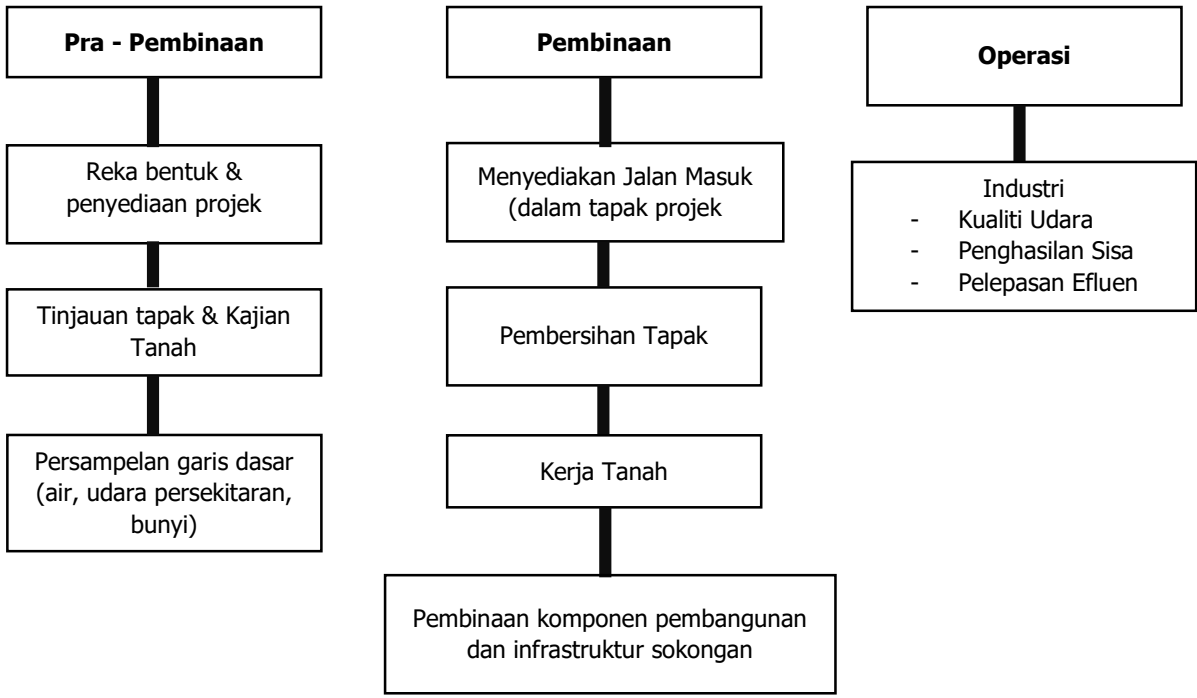 Pra - Pembinaan
Reka bentuk &
penyediaan projek
Tinjauan tapak & Kajian
Tanah
Persampelan garis dasar
(air, udara persekitaran,
bunyi)
Pembinaan
Menyediakan Jalan Masuk
(dalam tapak projek
Pembersihan Tapak
Kerja Tanah
Pembinaan komponen pembangunan
dan infrastruktur sokongan
Operasi
Industri
- Kualiti Udara
- Penghasilan Sisa
- Pelepasan Efluen